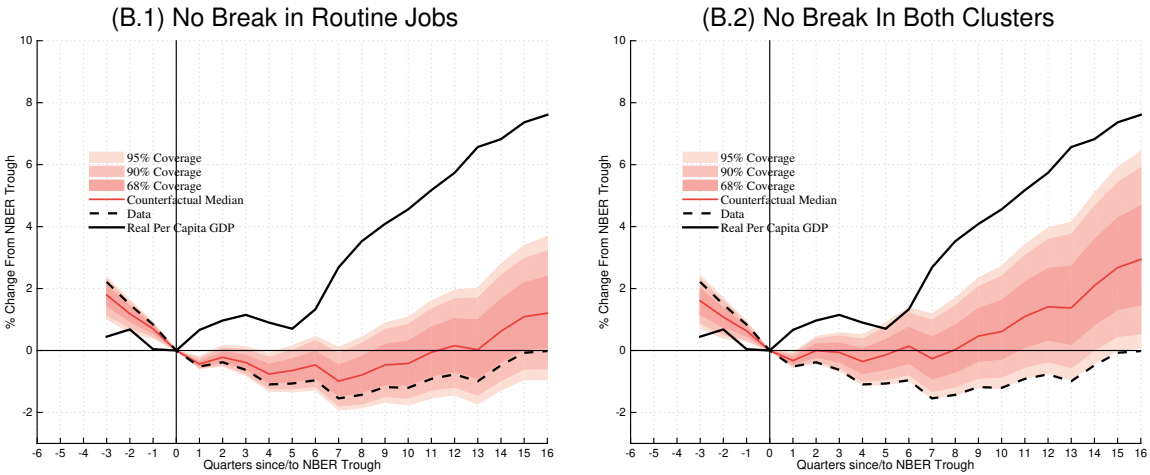 (B.1) No Break in Routine Jobs
10
8
6
4
2
0
-2
% Change From NBER Trough
95% Coverage
90% Coverage
68% Coverage
Counterfactual Median
Data
Real Per Capita GDP
-6 -5 -4 -3 -2 -1 0 1 2 3 4 5 6 7 8 9 10 11 12 13 14 15 16
Quarters since/to NBER Trough
(B.2) No Break In Both Clusters
10
8
6
4
2
0
-2
% Change From NBER Trough
95% Coverage
90% Coverage
68% Coverage
Counterfactual Median
Data
Real Per Capita GDP
-6 -5 -4 -3 -2 -1 0 1 2 3 4 5 6 7 8 9 10 11 12 13 14 15 16
Quarters since/to NBER Trough